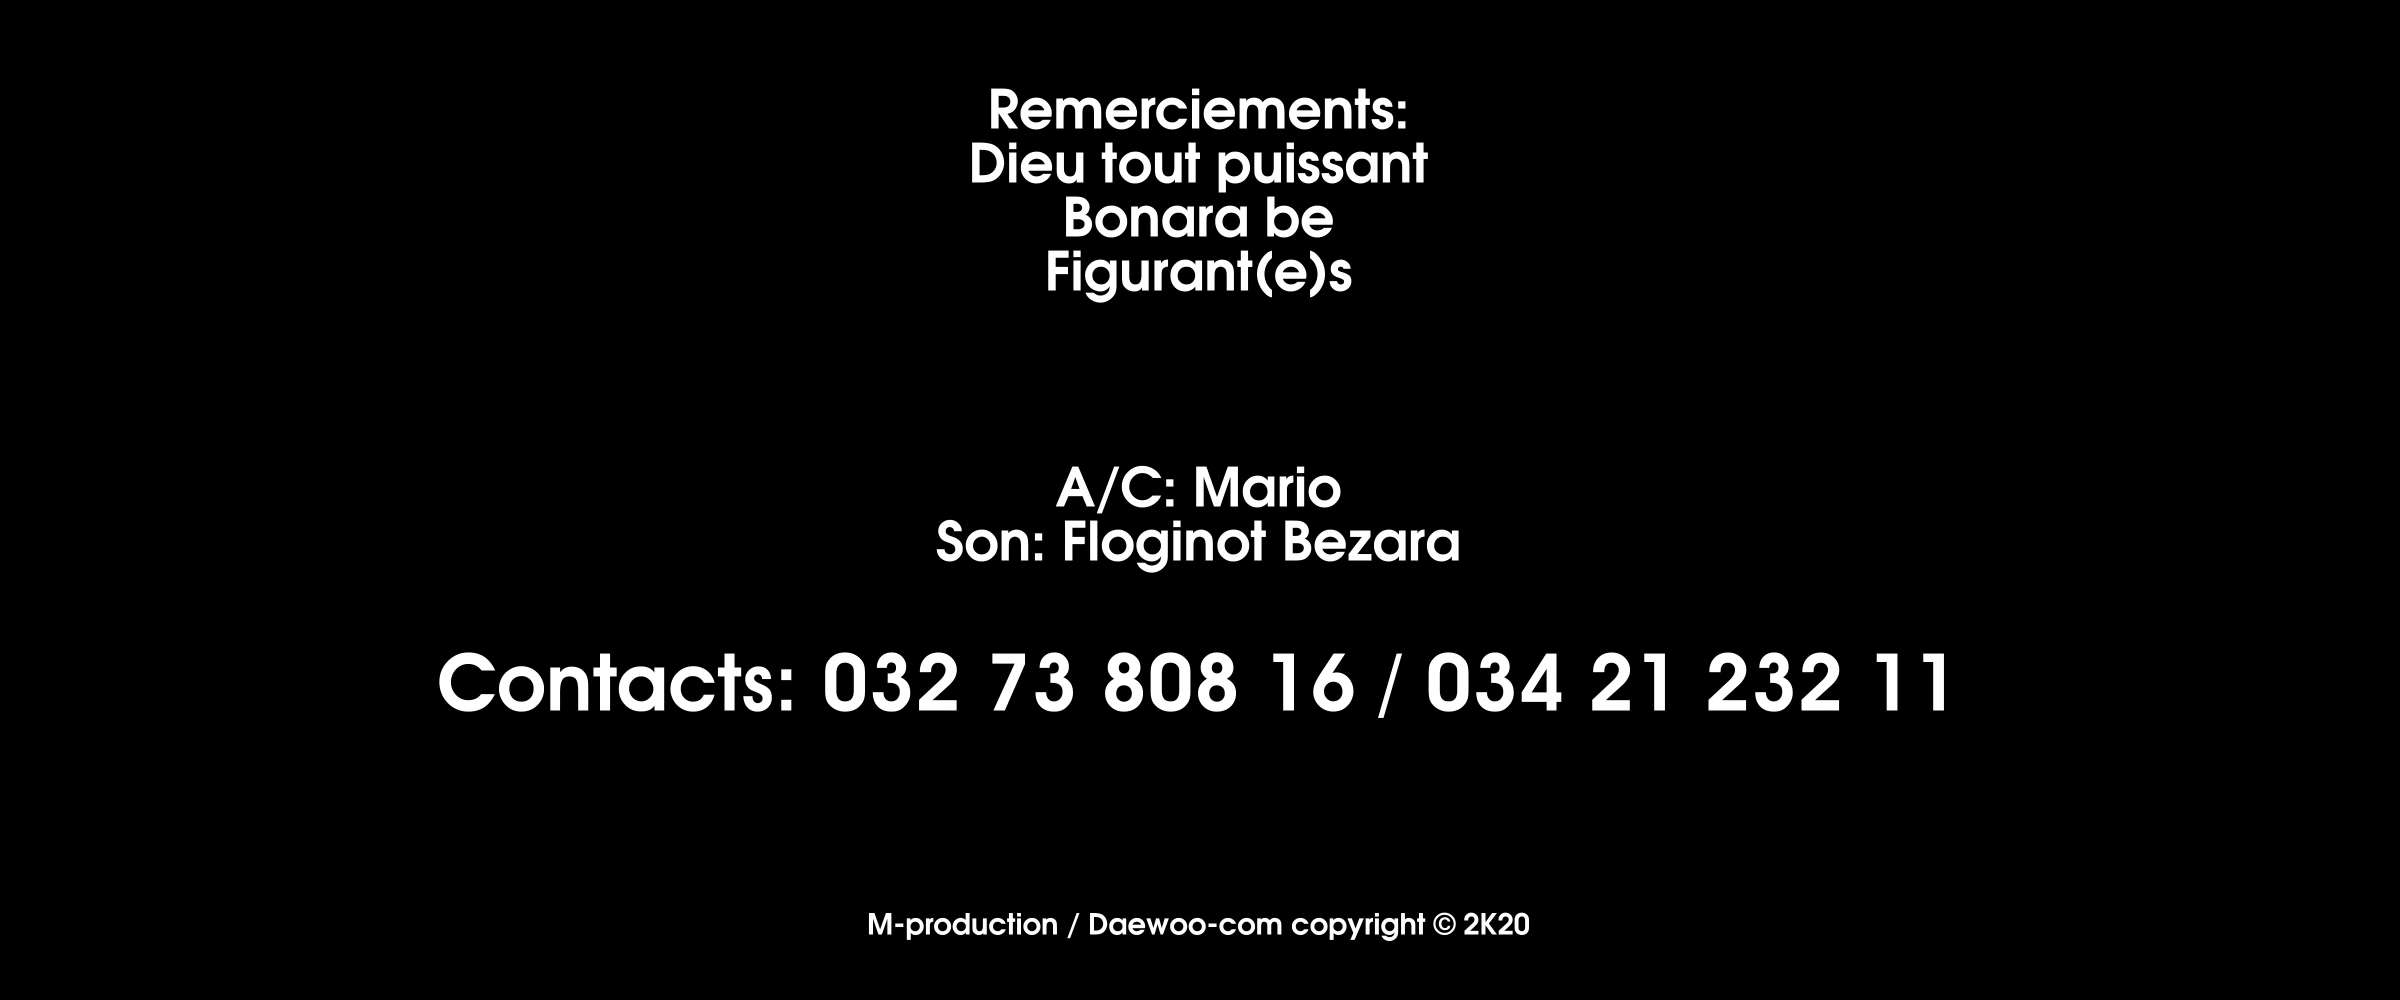 Remerciements:
Dieu tout puissant
Bonara be
Figurant(e)s
A/C: Mario
Son: Floginot Bezara
Contacts: 032 73 808 16 / 034 21 232 11
M-production / Daewoo-com copyright © 2K20